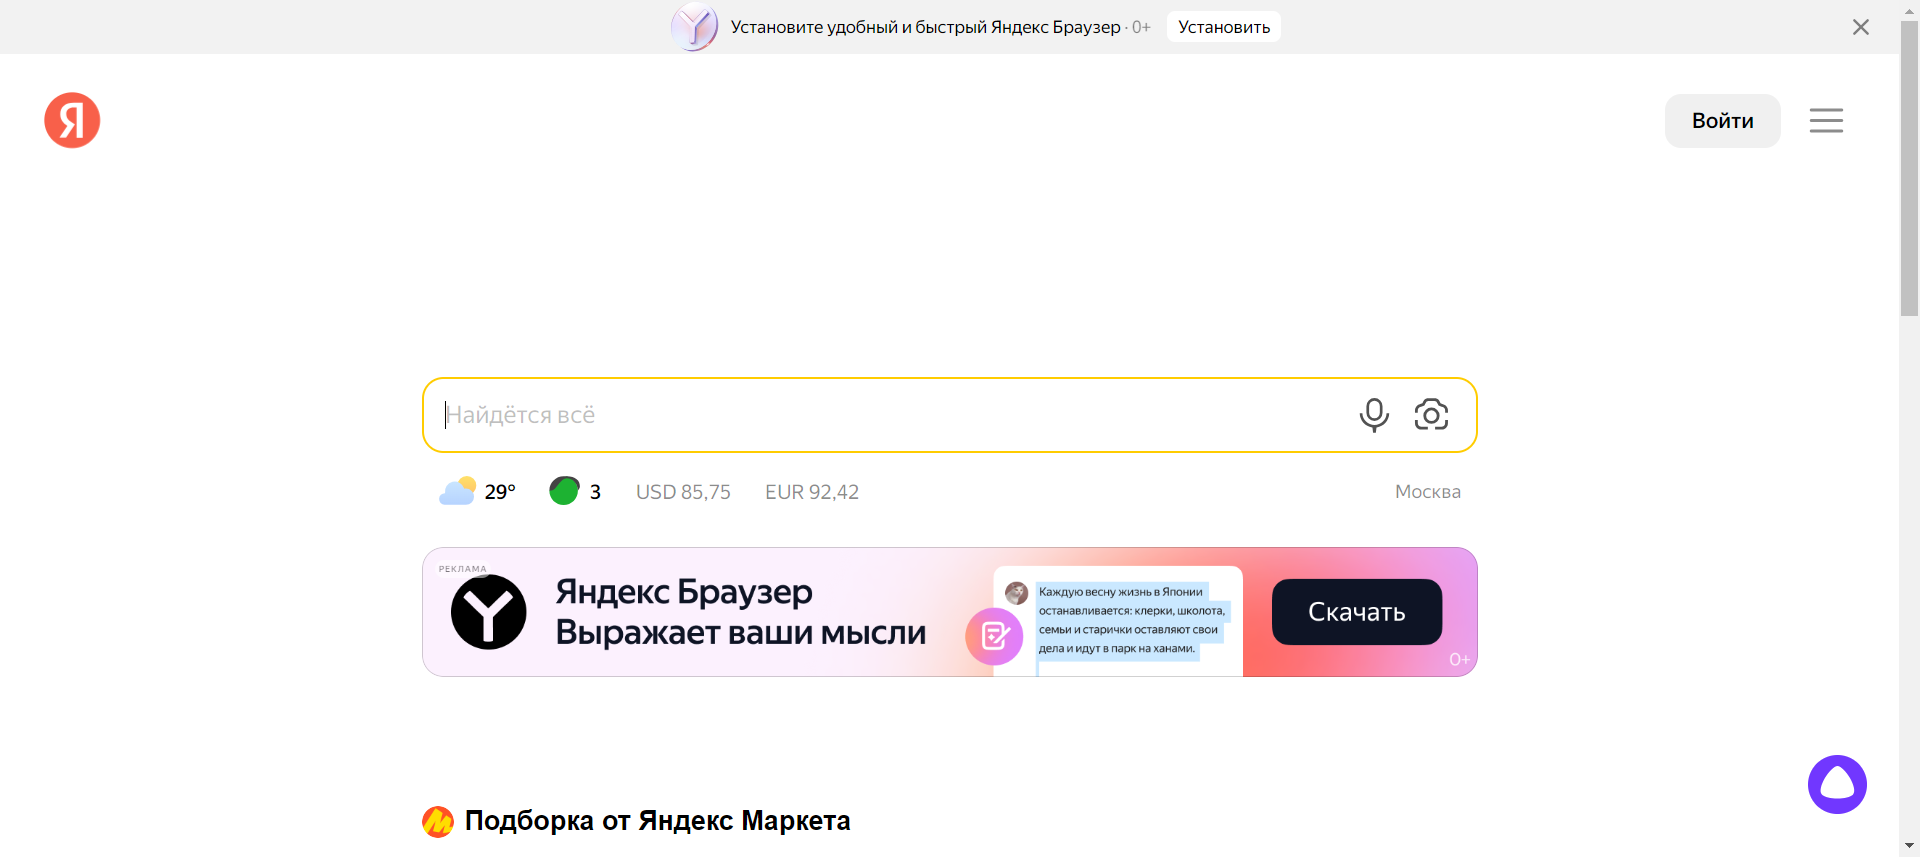 Установите удобный и быстрый Яндекс Браузер · 0+ Установить
Я
Войти
Найдётся всё
29° 3 USD 85,75 EUR 92,42 Москва
РЕКЛАМА
Яндекс Браузер
Выражает ваши мысли
Каждую весну жизнь в Японии
останавливается: клерки, школота,
семьи и старички оставляют свои
дела и идут в парк на ханами.
Скачать
0+
Подборка от Яндекс Маркета